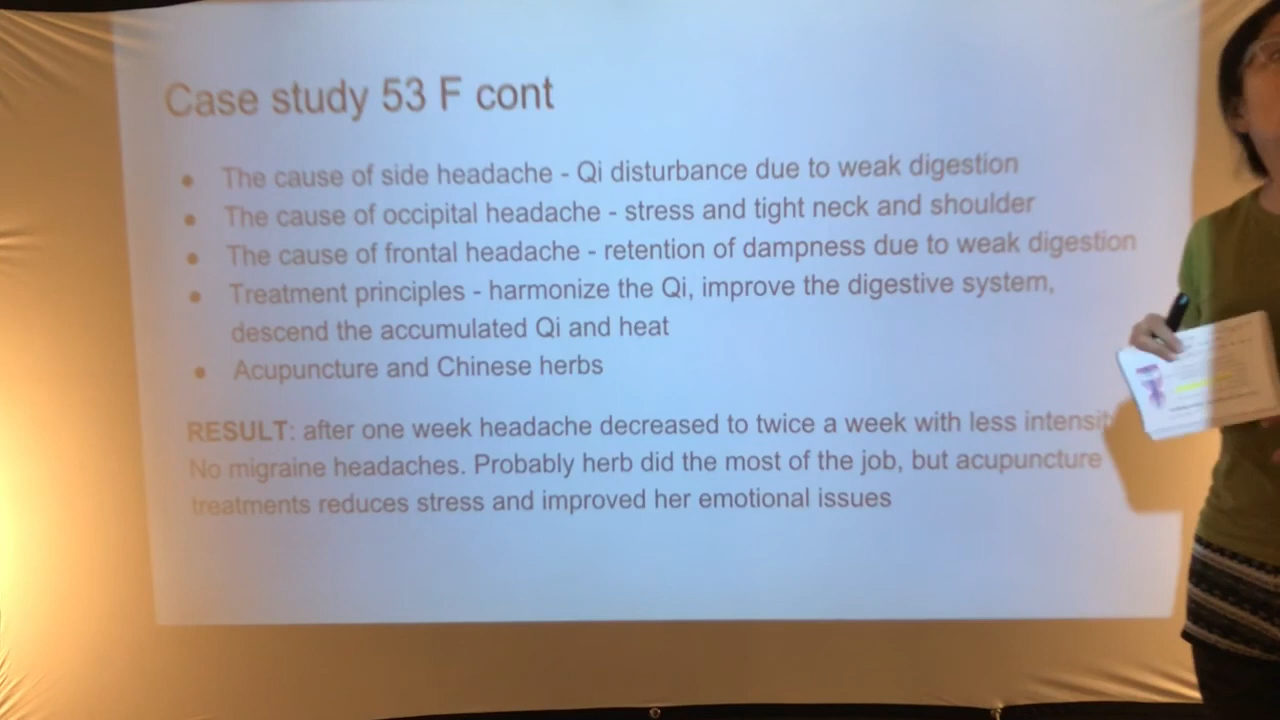 Case study 53 F cont
● The cause of side headache - Qi disturbance due to weak digestion
● The cause of occipital headache - stress and tight neck and shoulder
● The cause of frontal headache - retention of dampness due to weak digestion
● Treatment principles - harmonize the Qi, improve the digestive system,
descend the accumulated Qi and heat
● Acupuncture and Chinese herbs
RESULT: after one week headache decreased to twice a week with less
No migraine headaches. Probably herb did the most of the job, but acupuncture
treatments reduces stress and improved her emotional issues